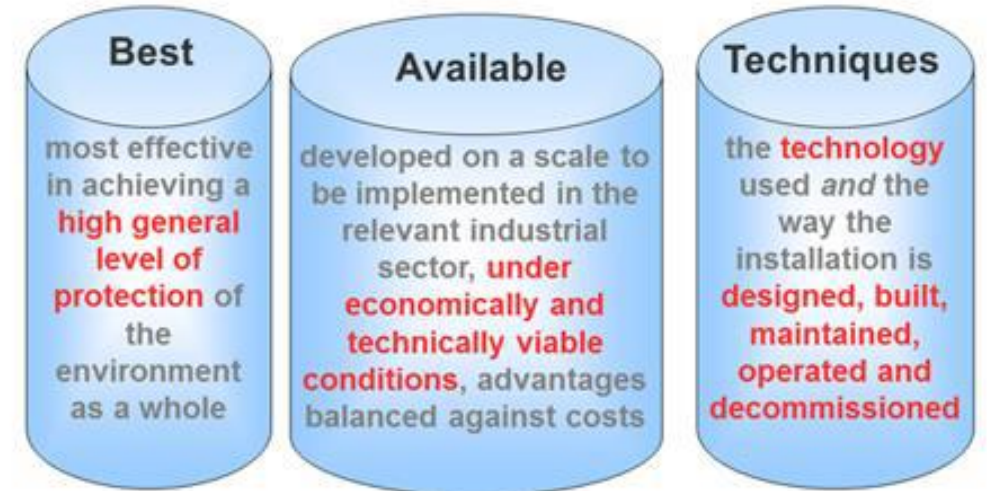 Best
most effective
in achieving a
high general
level of
protection of
the
environment
as a whole
Available
developed on a scale to
be implemented in the
relevant industrial
sector, under
economically and
technically viable
conditions, advantages
balanced against costs
Techniques
the technology
used and the
way the
installation is
designed, built,
maintained,
operated and
decommissioned